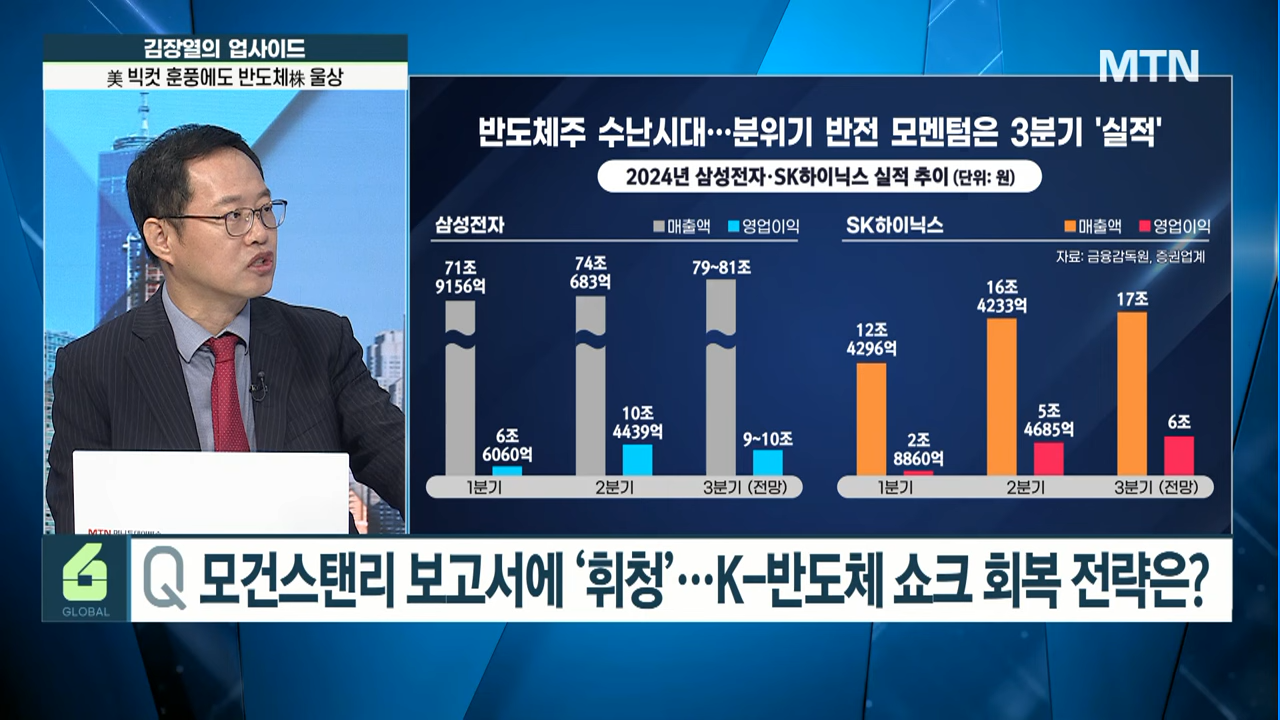 김장열의 업사이드
美 빅컷 훈풍에도 반도체株 울상
MTN
반도체주 수난시대…분위기 반전 모멘텀은 3분기 '실적'
2024년 삼성전자·SK하이닉스 실적 추이 (단위: 원)
삼성전자
매출액 영업이익
71조
9156억
6조
6060억
1분기
74조
683억
10조
4439억
2분기
79~81조
9~10조
3분기 (전망)
SK하이닉스
매출액 영업이익
자료: 금융감독원, 증권업계
12조
4296억
2조
8860억
1분기
16조
4233억
5조
4685억
2분기
17조
6조
3분기 (전망)
MTN
6
GLOBAL
Q 모건스탠리 보고서에 ‘휘청’…K-반도체 쇼크 회복 전략은?